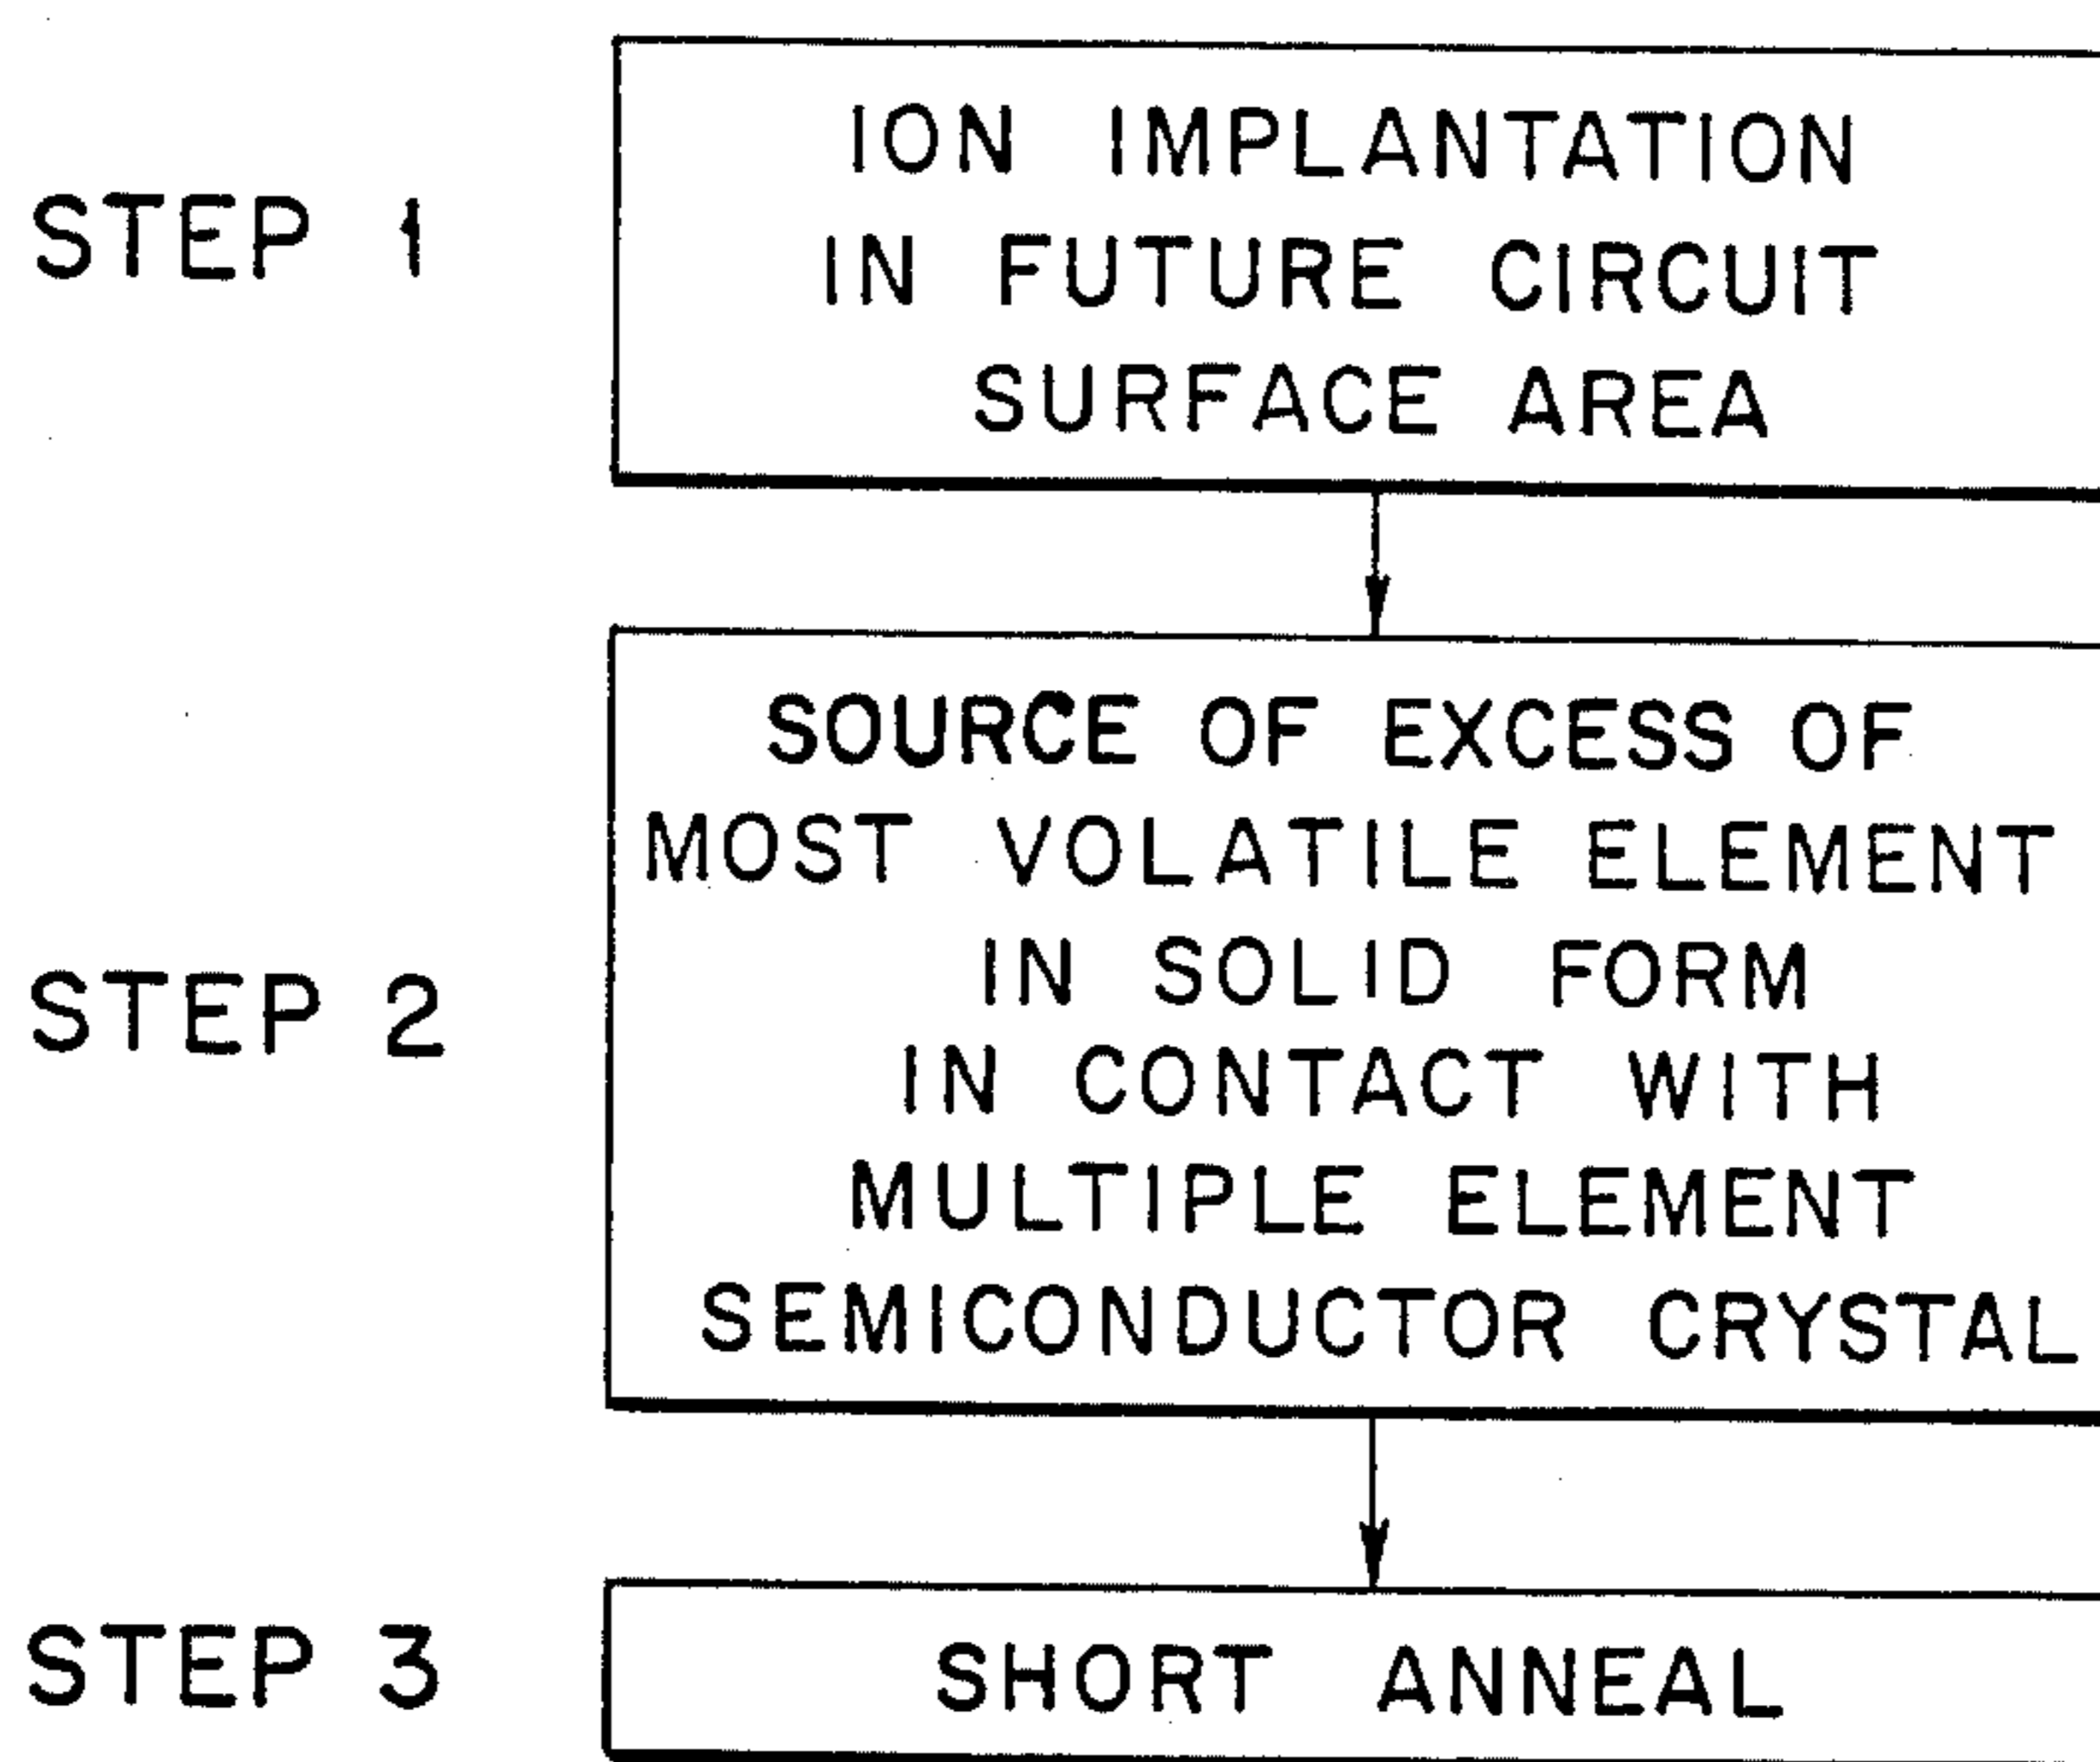 STEP 1
ION IMPLANTATION
IN FUTURE CIRCUIT
SURFACE AREA
STEP 2
SOURCE OF EXCESS OF
MOST VOLATILE ELEMENT
IN SOLID FORM
IN CONTACT WITH
MULTIPLE ELEMENT
SEMICONDUCTOR CRYSTAL
STEP 3
SHORT ANNEAL